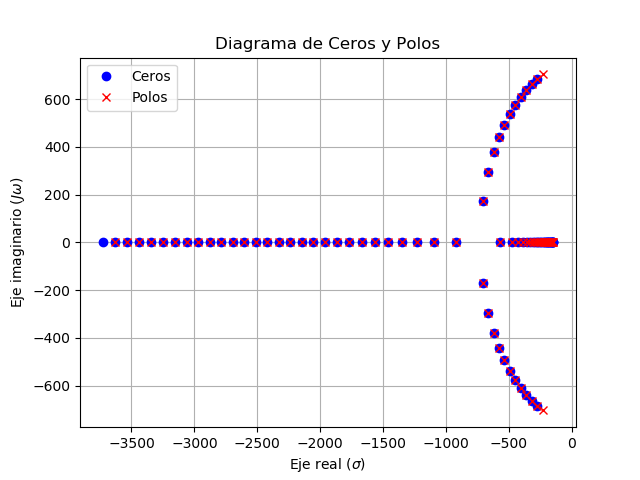 Diagrama de Ceros y Polos
Ceros
Polos
600
400
200
0
−200
−400
−600
Eje imaginario (Jω)
−3500 −3000 −2500 −2000 −1500 −1000 −500 0
Eje real (σ)